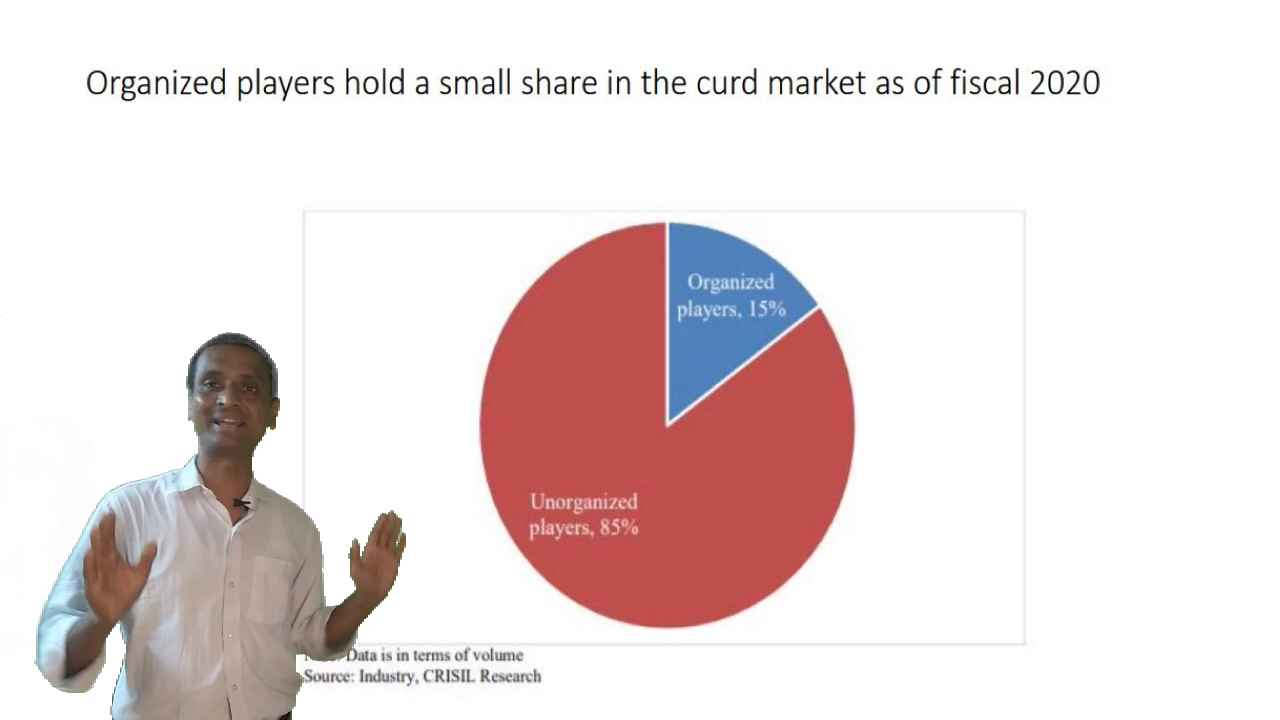 Organized players hold a small share in the curd market as of fiscal 2020
Organized
players, 15%
Unorganized
players, 85%
Data is in terms of volume
Source: Industry, CRISIL Research